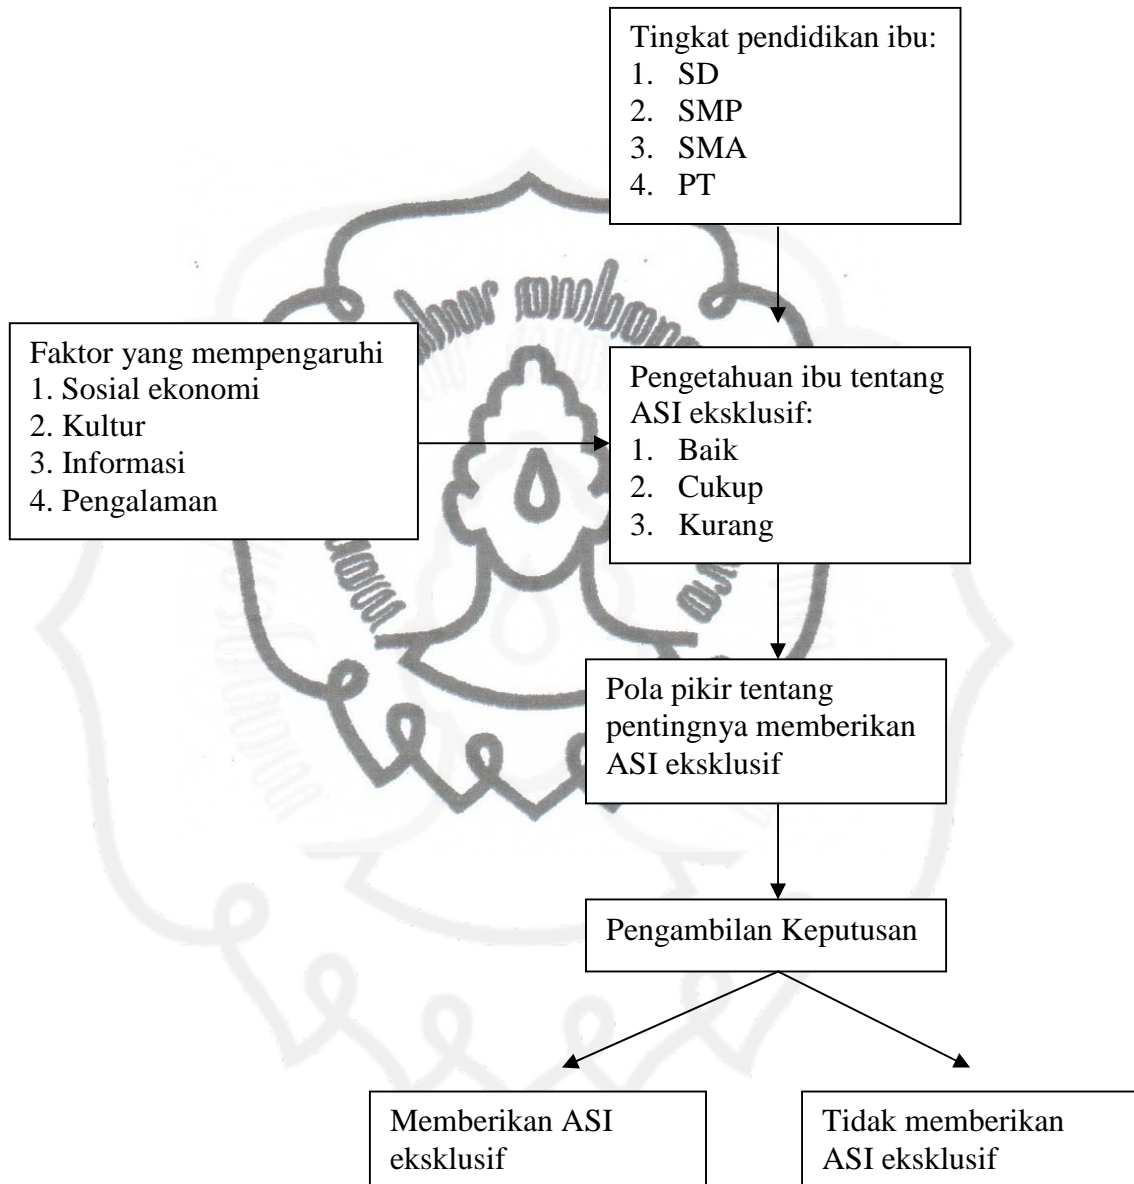 Tingkat pendidikan ibu:
1. SD
2. SMP
3. SMA
4. PT
Faktor yang mempengaruhi
1. Sosial ekonomi
2. Kultur
3. Informasi
4. Pengalaman
Pengetahuan ibu tentang
ASI eksklusif:
1. Baik
2. Cukup
3. Kurang
Pola pikir tentang
pentingnya memberikan
ASI eksklusif
Pengambilan Keputusan
Memberikan ASI
eksklusif
Tidak memberikan
ASI eksklusif